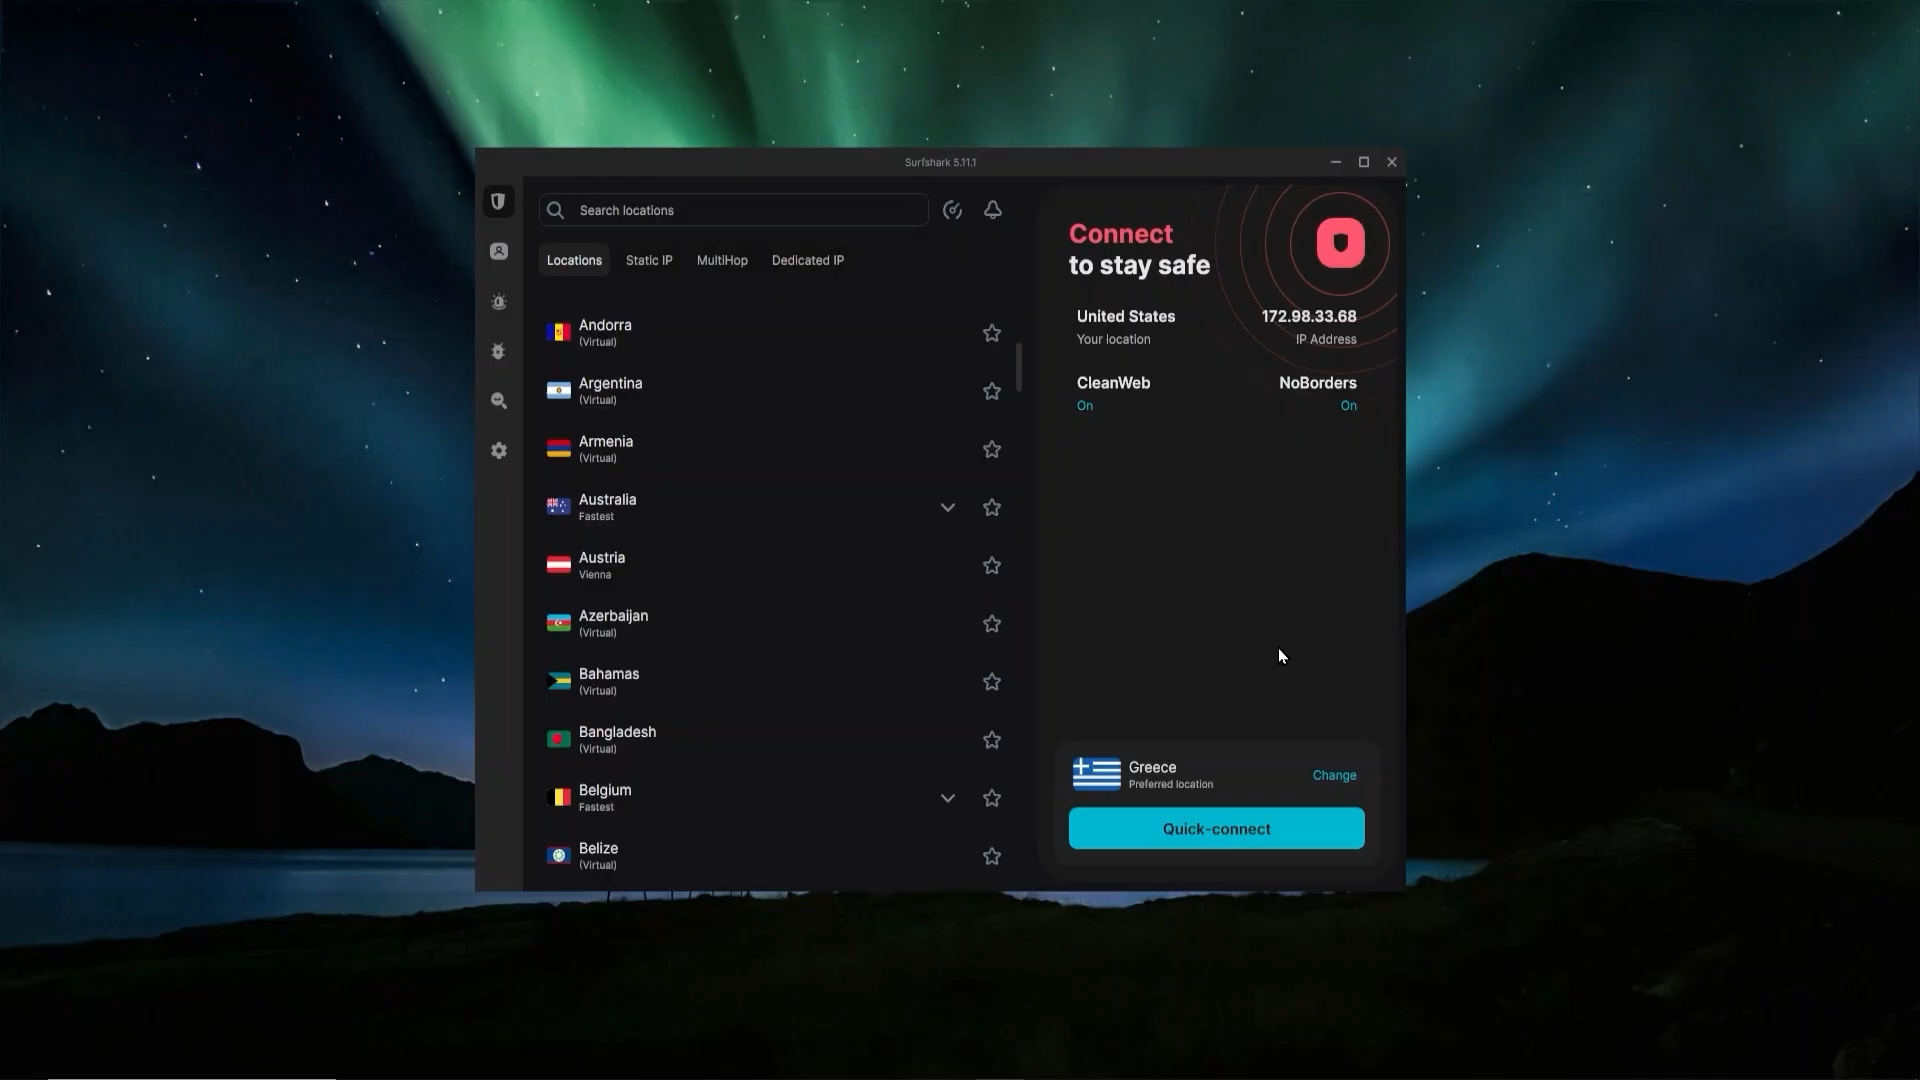 Surfshark 5.11.1
Search locations
Locations
Static IP
MultiHop
Dedicated IP
Andorra
(Virtual)
Argentina
(Virtual)
Armenia
(Virtual)
Australia
Fastest
Austria
Vienna
Azerbaijan
(Virtual)
Bahamas
(Virtual)
Bangladesh
(Virtual)
Belgium
Fastest
Belize
(Virtual)
Connect
to stay safe
United States
172.98.33.68
Your location
IP Address
CleanWeb
NoBorders
On
On
Greece
Preferred location
Change
Quick-connect